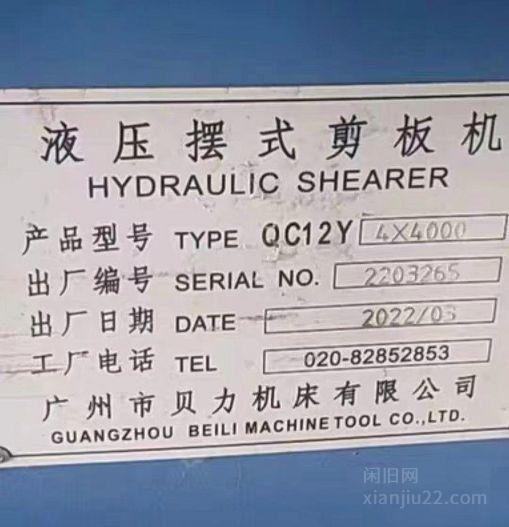 液压摆式剪板机
HYDRAULIC SHEARER
产品型号 TYPE QC12Y 4X4000
出厂编号 SERIAL NO. 2203265
出厂日期 DATE 2022/03
工厂电话 TEL 020-82852853
广州市贝力机床有限公司
GUANGZHOU BEILI MACHINE TOOL CO.,LTD.
闲旧网
xianjiu22.com